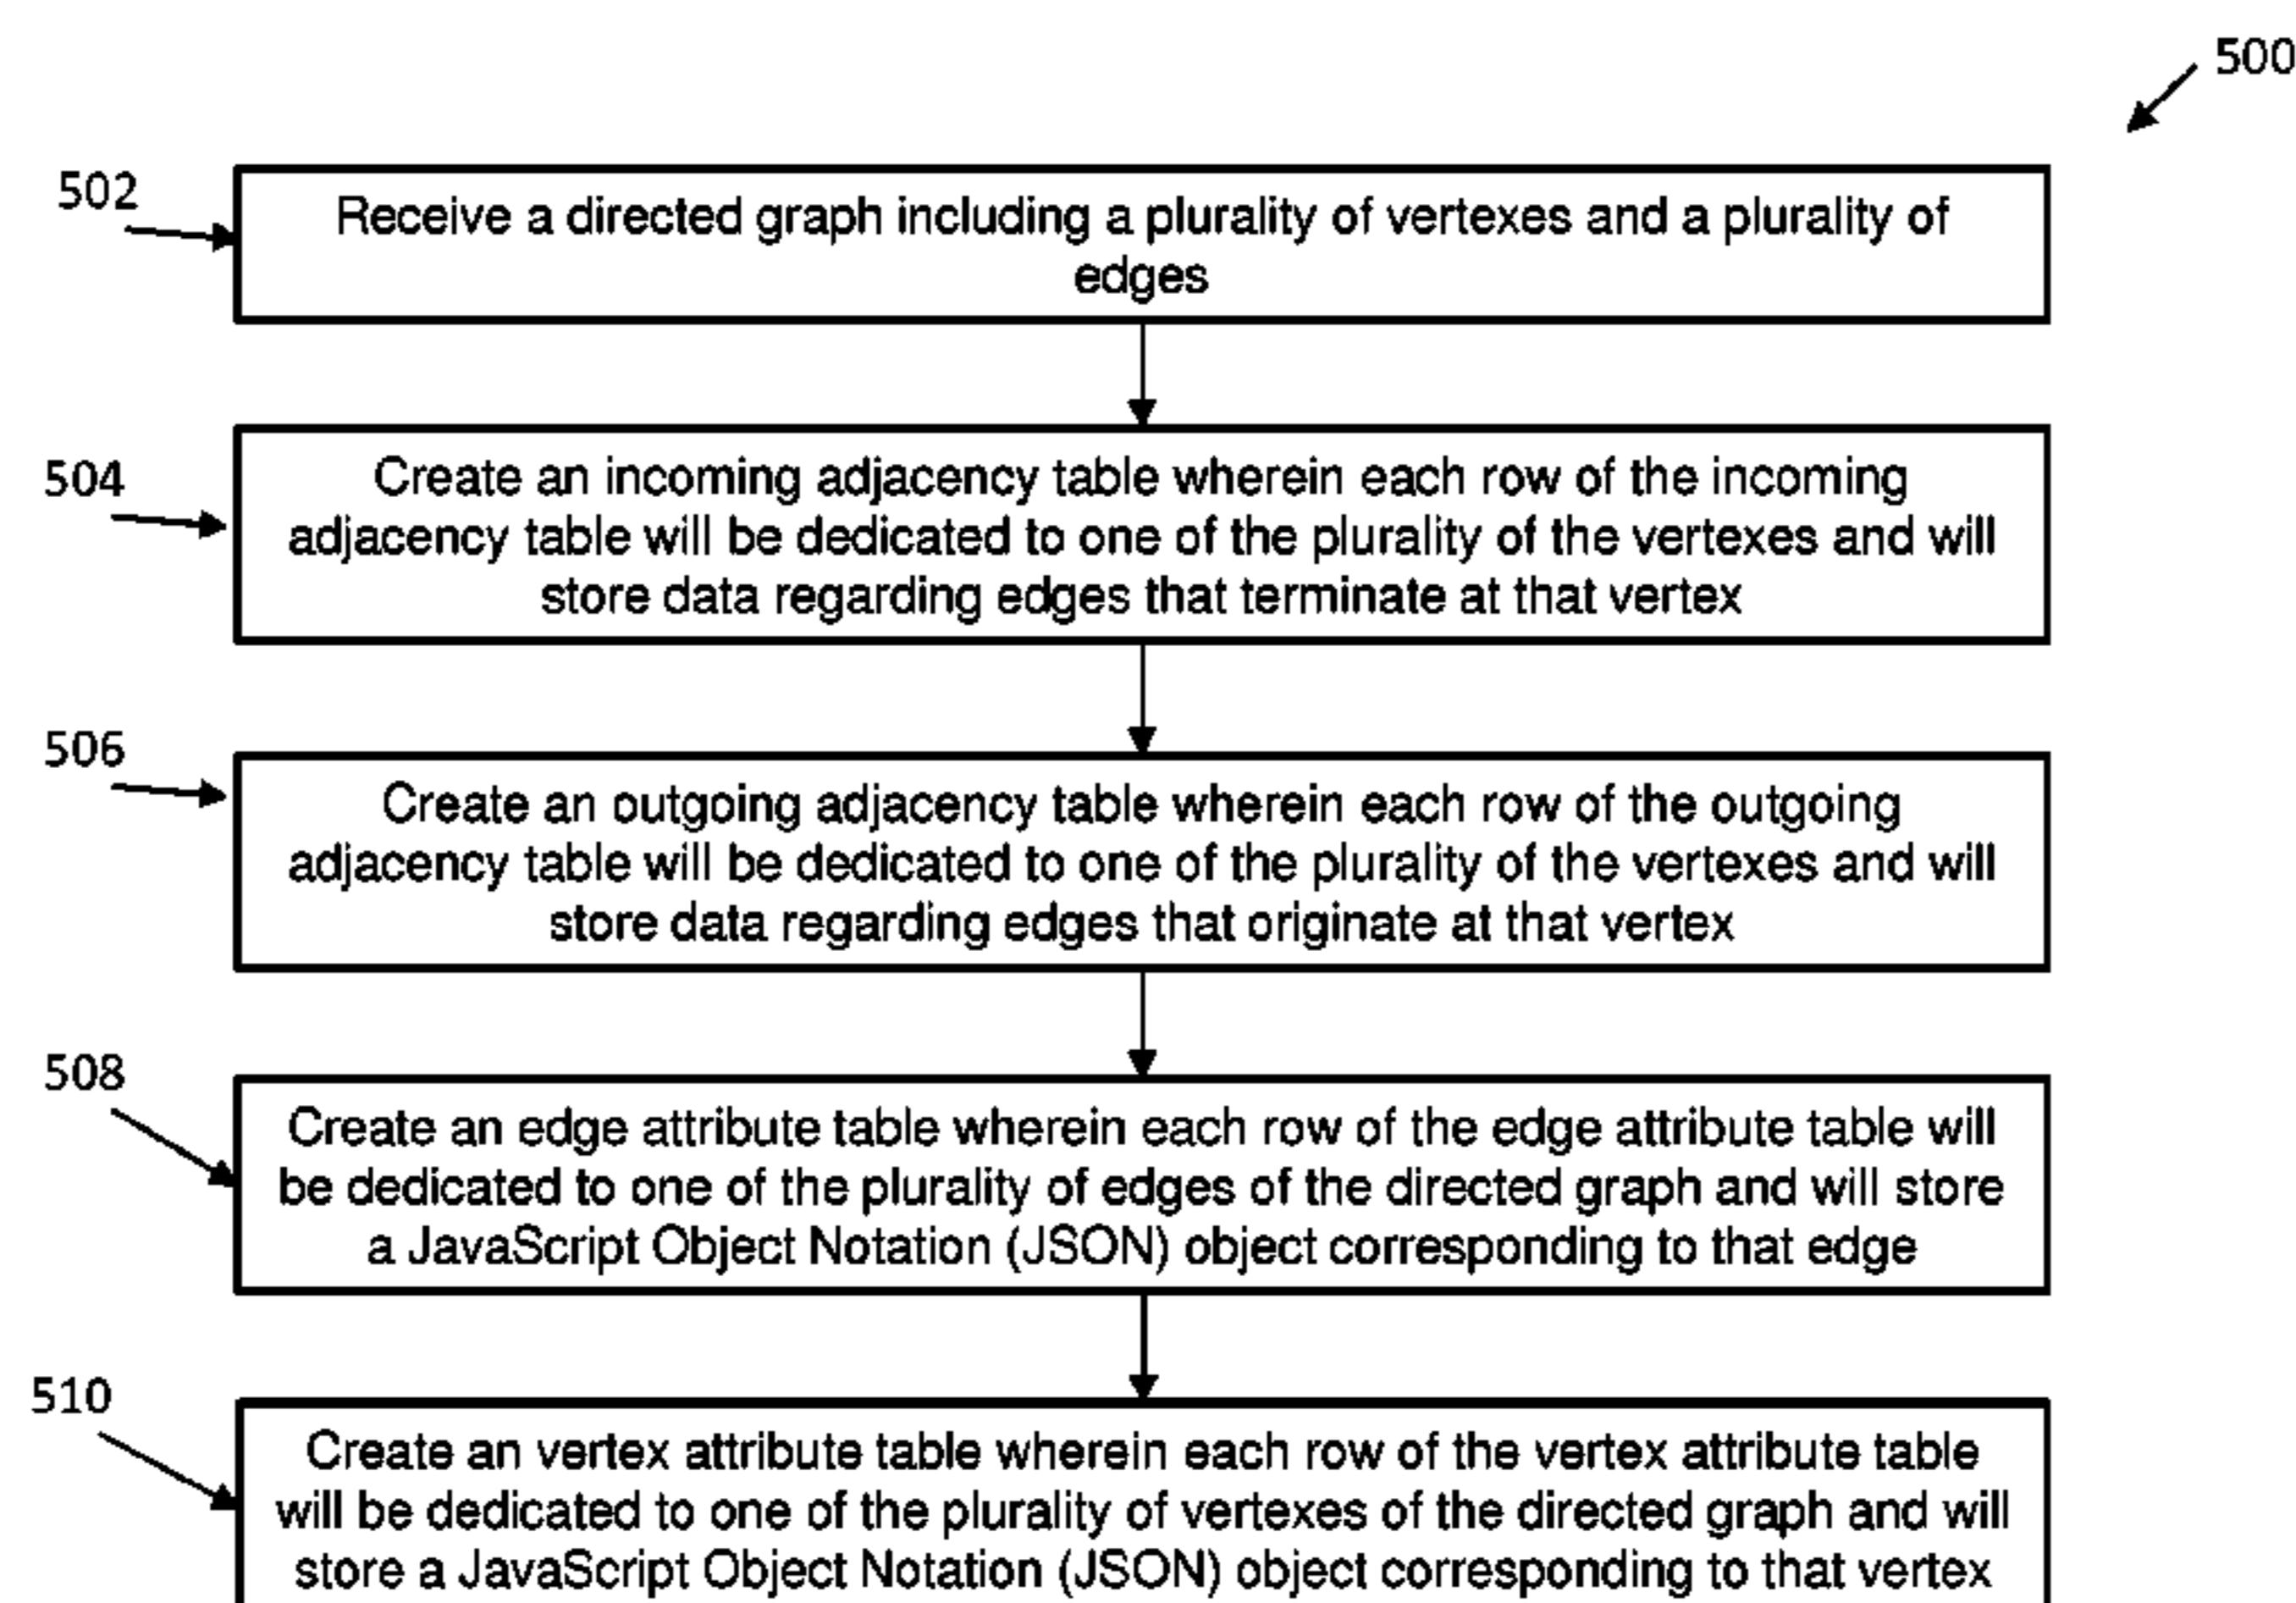 500
502
Receive a directed graph including a plurality of vertexes and a plurality of
edges
504
Create an incoming adjacency table wherein each row of the incoming
adjacency table will be dedicated to one of the plurality of the vertexes and will
store data regarding edges that terminate at that vertex
506
Create an outgoing adjacency table wherein each row of the outgoing
adjacency table will be dedicated to one of the plurality of the vertexes and will
store data regarding edges that originate at that vertex
508
Create an edge attribute table wherein each row of the edge attribute table will
be dedicated to one of the plurality of edges of the directed graph and will store
a JavaScript Object Notation (JSON) object corresponding to that edge
510
Create an vertex attribute table wherein each row of the vertex attribute table
will be dedicated to one of the plurality of vertexes of the directed graph and will
store a JavaScript Object Notation (JSON) object corresponding to that vertex